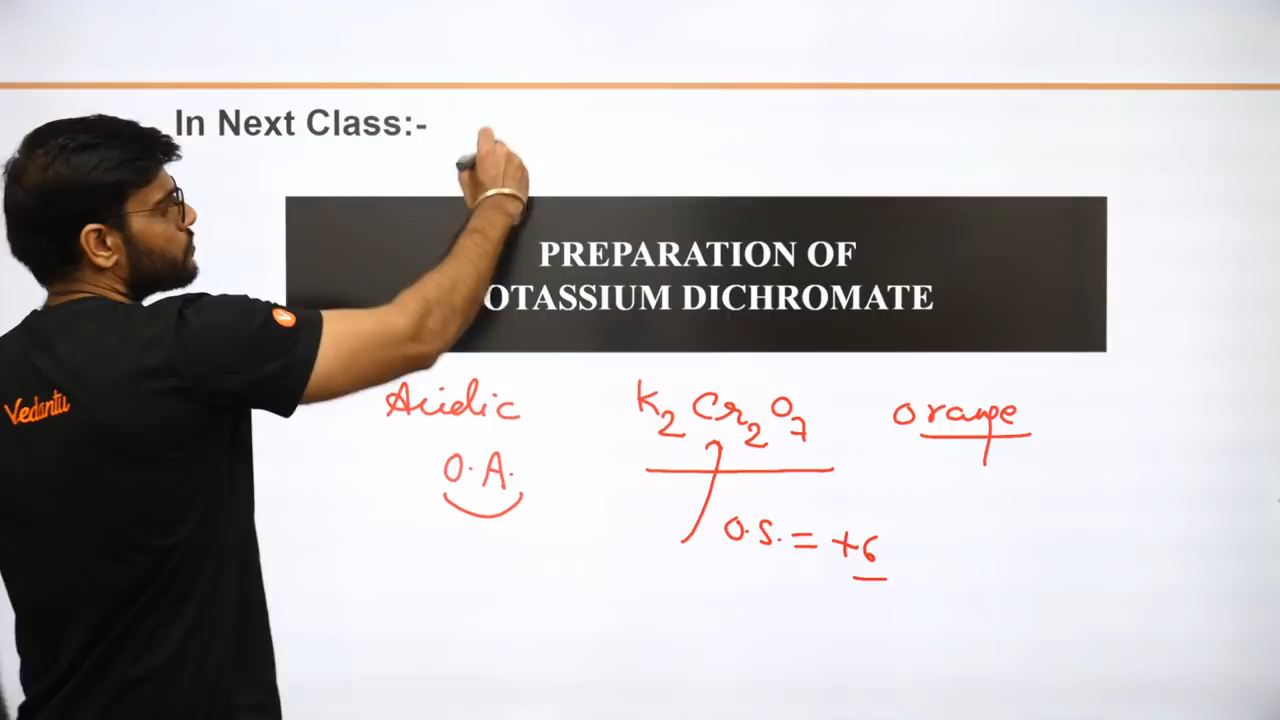 In Next Class:-
PREPARATION OF
OTASSIUM DICHROMATE
Vedantu
Acidic K2Cr2O7 orange
O.A.
O.S. = +6